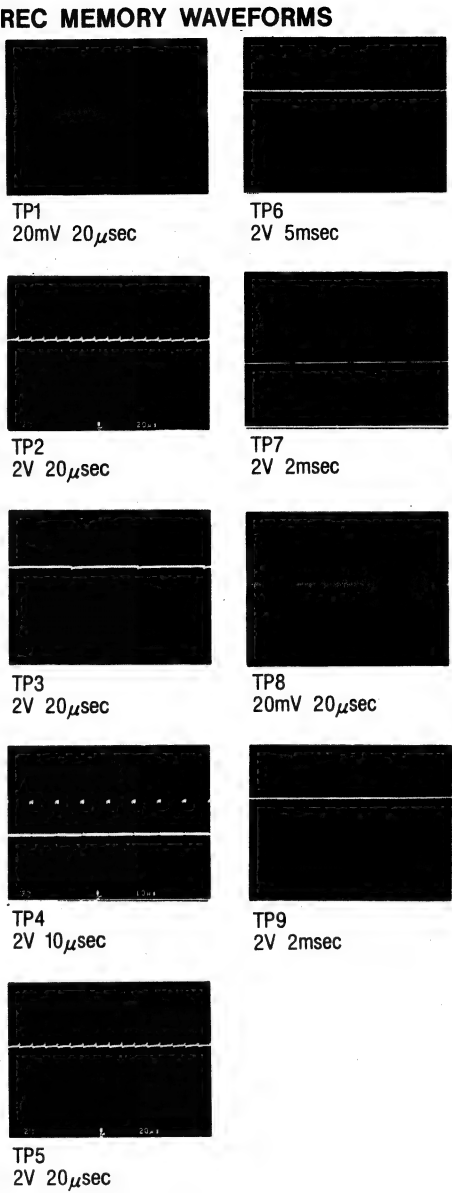 REC MEMORY WAVEFORMS
TP1
20mV 20µsec
TP2
2V 20µsec
TP3
2V 20µsec
TP4
2V 10µsec
TP5
2V 20µsec
TP6
2V 5msec
TP7
2V 2msec
TP8
20mV 20µsec
TP9
2V 2msec